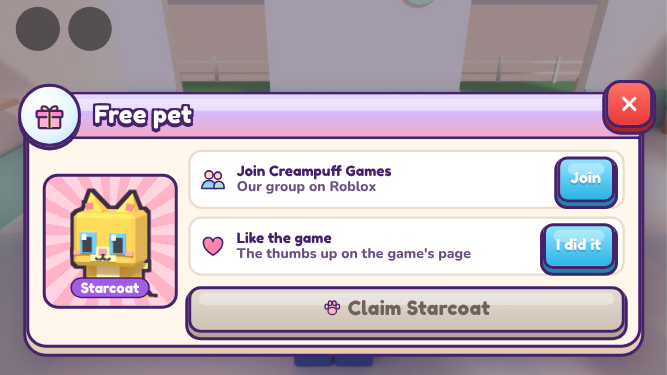 Free pet
Join Creampuff Games
Our group on Roblox
Join
Like the game
The thumbs up on the game's page
I did it
Starcoat
Claim Starcoat